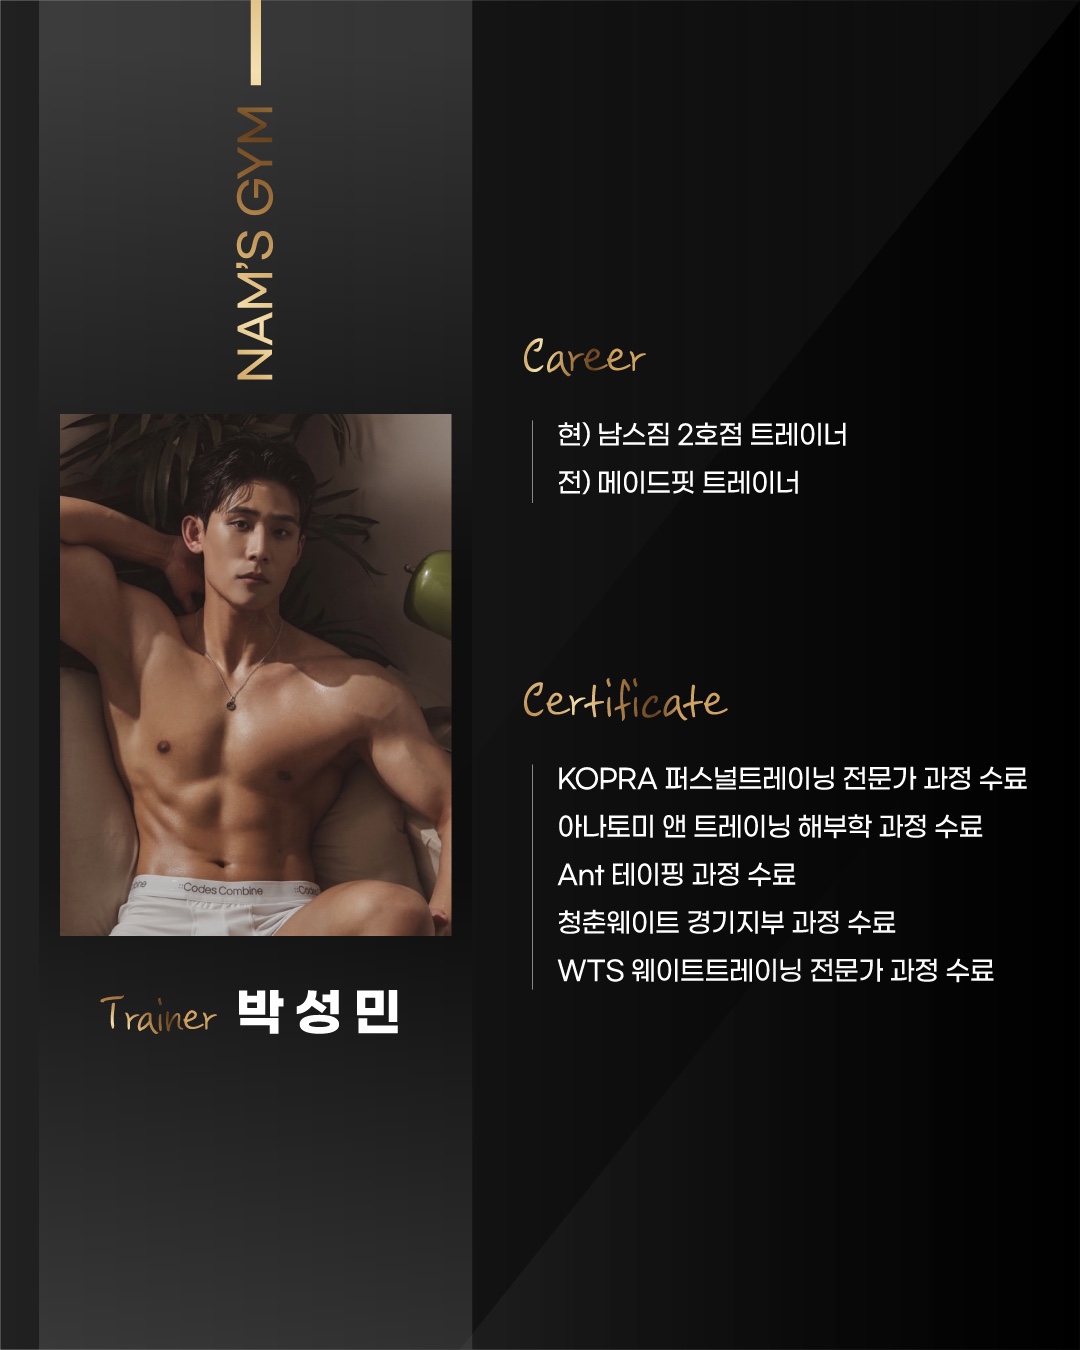 NAM'S GYM
::Codes Combine
Trainer 박성민
Career
현) 남스짐 2호점 트레이너
전) 메이드핏 트레이너
Certificate
KOPRA 퍼스널트레이닝 전문가 과정 수료
아나토미 앤 트레이닝 해부학 과정 수료
Ant 테이핑 과정 수료
청춘웨이트 경기지부 과정 수료
WTS 웨이트트레이닝 전문가 과정 수료